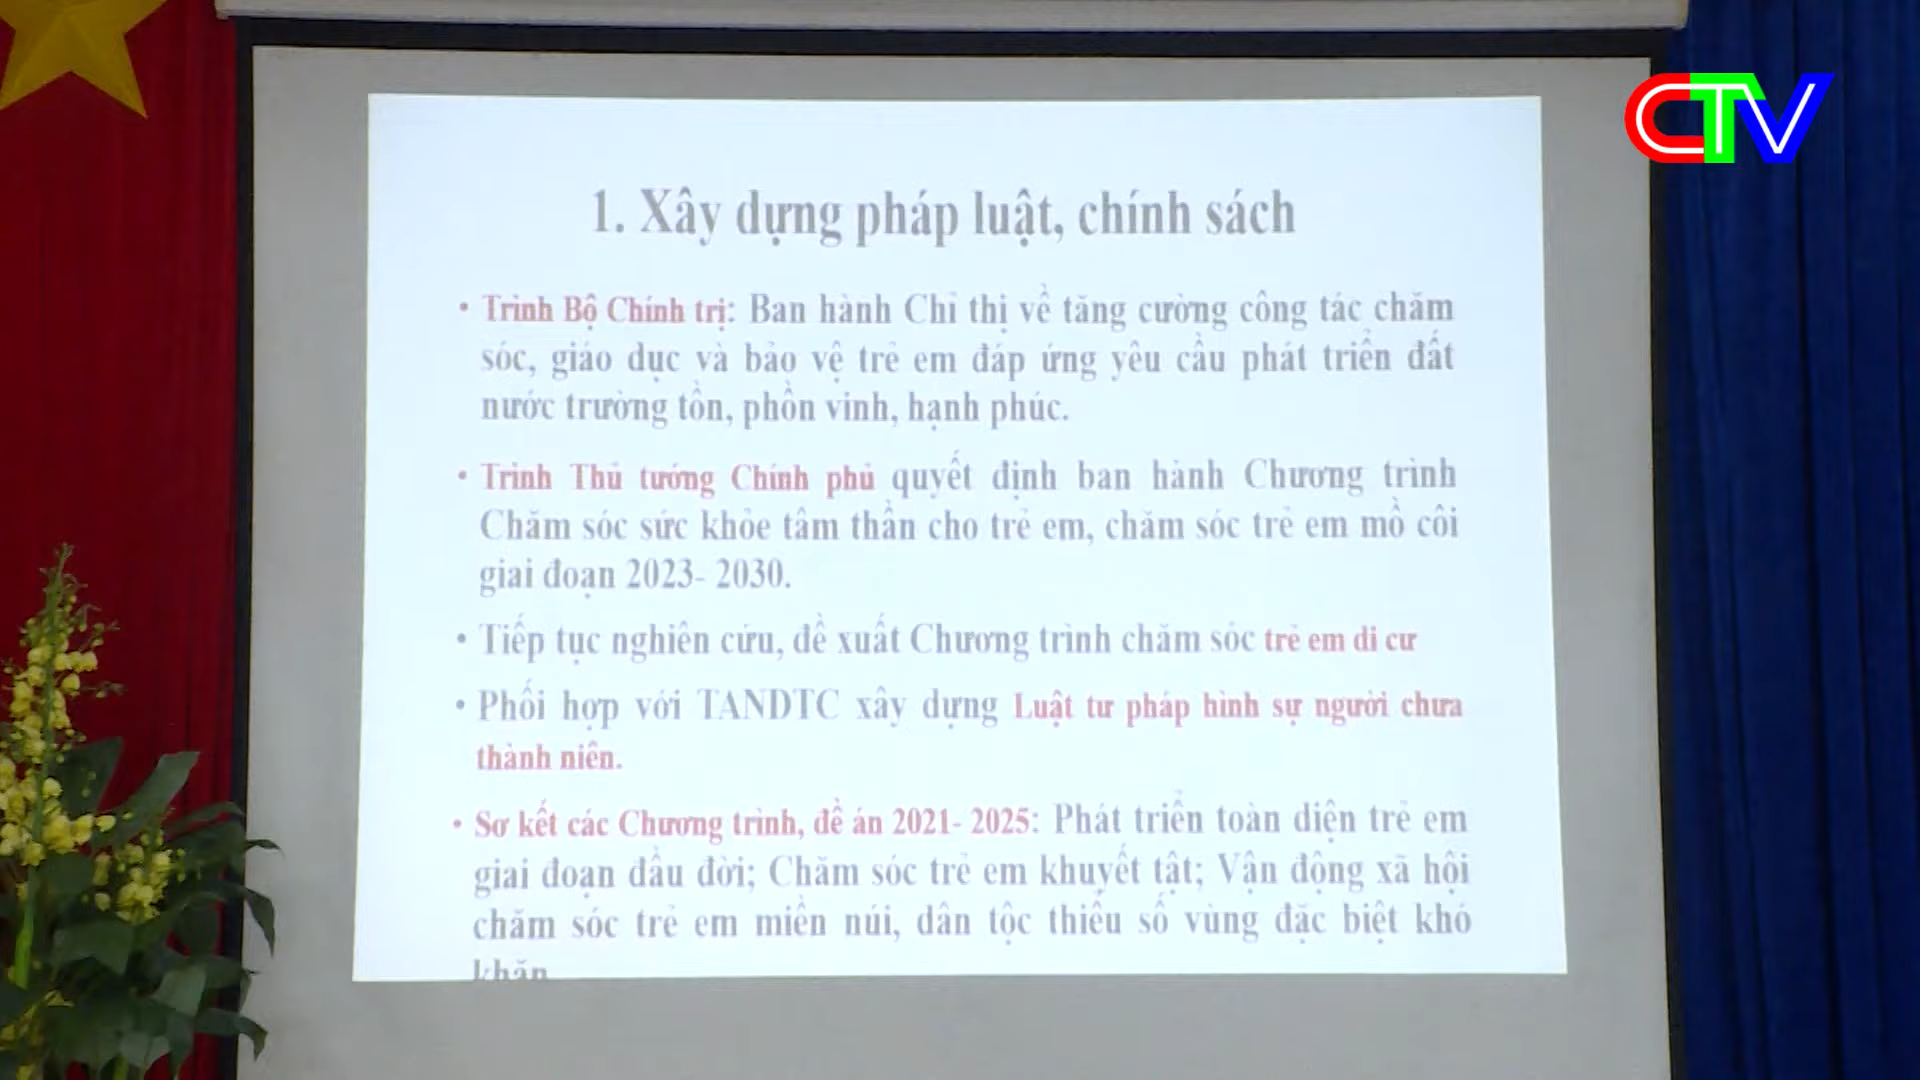 CTV
1. Xây dựng pháp luật, chính sách
• Trình Bộ Chính trị: Ban hành Chỉ thị về tăng cường công tác chăm
sóc, giáo dục và bảo vệ trẻ em đáp ứng yêu cầu phát triển đất
nước trường tồn, phồn vinh, hạnh phúc.
• Trình Thủ tướng Chính phủ quyết định ban hành Chương trình
Chăm sóc sức khỏe tâm thần cho trẻ em, chăm sóc trẻ em mồ côi
giai đoạn 2023- 2030.
• Tiếp tục nghiên cứu, đề xuất Chương trình chăm sóc trẻ em di cư
• Phối hợp với TANDTC xây dựng Luật tư pháp hình sự người chưa
thành niên.
• Sơ kết các Chương trình, đề án 2021- 2025: Phát triển toàn diện trẻ em
giai đoạn đầu đời; Chăm sóc trẻ em khuyết tật; Vận động xã hội
chăm sóc trẻ em miền núi, dân tộc thiểu số vùng đặc biệt khó
khăn